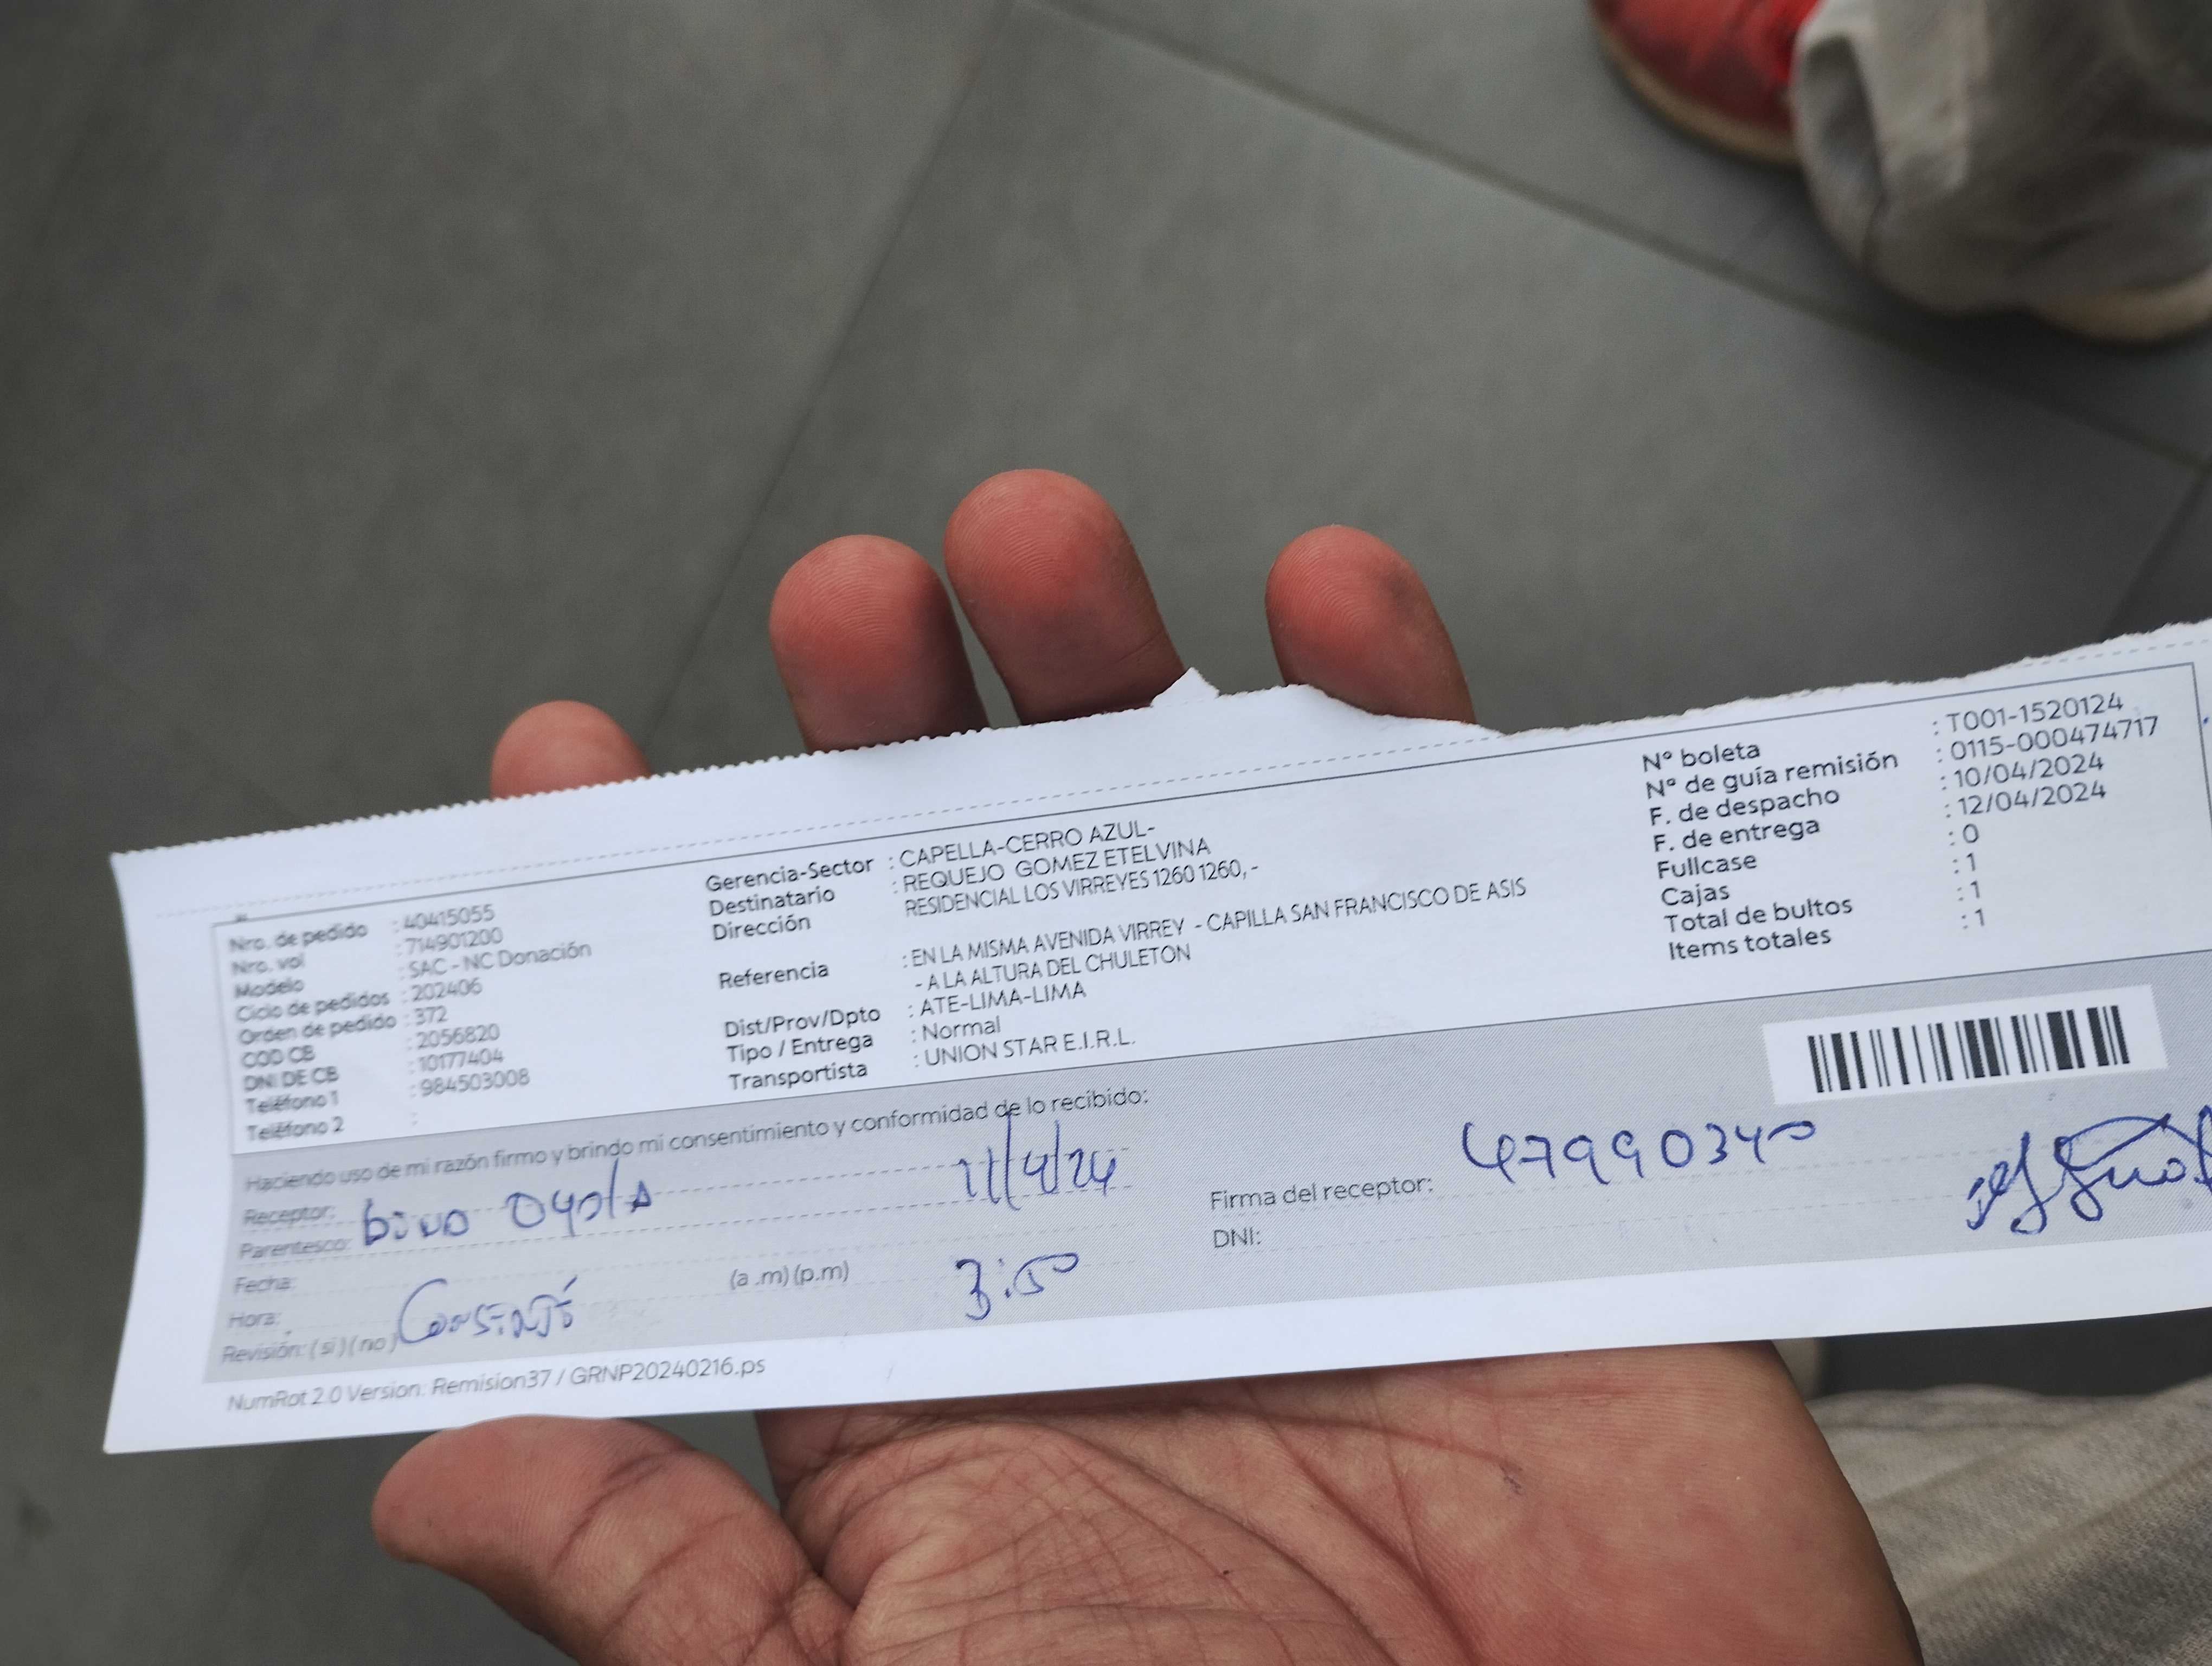 Nro. de pedido : 40415055
Nro. vol : 714901200
Modelo : SAC - NC Donación
Ciclo de pedidos : 202406
Orden de pedido : 372
COD CB : 2056820
DNI DE CB : 10177404
Teléfono 1 : 984503008
Teléfono 2 :
Gerencia-Sector : CAPELLA-CERRO AZUL-
Destinatario : REQUEJO GOMEZ ETELVINA
Dirección RESIDENCIAL LOS VIRREYES 1260 1260, -
Referencia : EN LA MISMA AVENIDA VIRREY - CAPILLA SAN FRANCISCO DE ASIS
- A LA ALTURA DEL CHULETON
Dist/Prov/Dpto : ATE-LIMA-LIMA
Tipo / Entrega : Normal
Transportista : UNION STAR E.I.R.L.
N° boleta : T001-1520124
N° de guía remisión : 0115-000474717
F. de despacho : 10/04/2024
F. de entrega : 12/04/2024
Fullcase : 0
Cajas : 1
Total de bultos : 1
Items totales : 1
Haciendo uso de mi razón firmo y brindo mi consentimiento y conformidad de lo recibido:
Receptor:
Parentesco:
11/4/24
Fecha:
Hora: (a .m) (p.m) 3:50
Revisión: ( si ) ( no )
Firma del receptor: 47990340
DNI:
NumRot 2.0 Version: Remision37 / GRNP20240216.ps